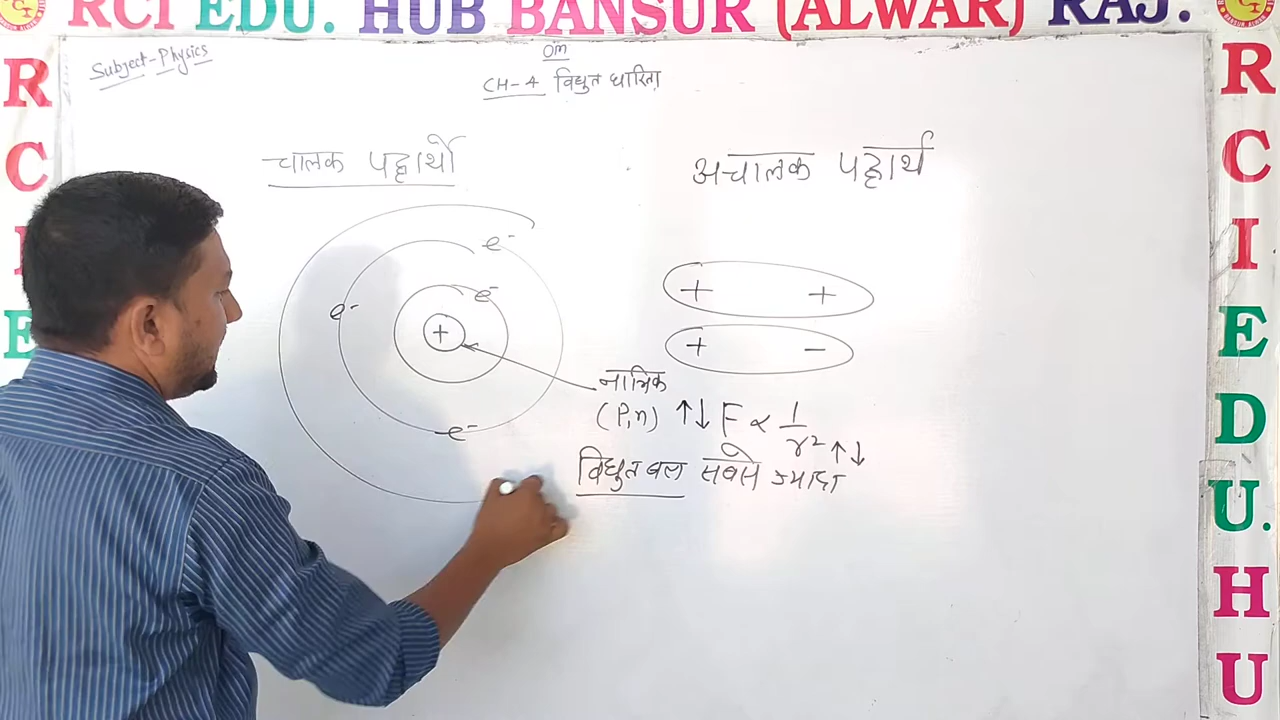 RCI EDU. HUB BANSUR (ALWAR) RAJ.
Subject-Physics
om
CH-4 विद्युत धारिता
चालक पदार्थो
अचालक पदार्थ
e-
e-
e-
+
e-
+ +
+ -
नाभिक
(P,n) ↑↓ F ∝ 1/r² ↑↓
विद्युत बल सबसे ज्यादा
R
C
I
E
R
C
I
E
D
U.
H
U